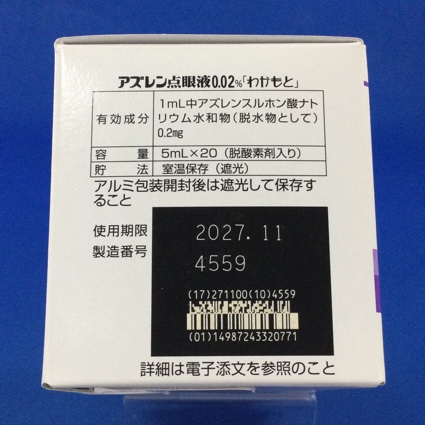 アズレン点眼液0.02%「わかもと」
有効成分 1mL中アズレンスルホン酸ナト
リウム水和物（脱水物として）
0.2mg
容量 5mL×20（脱酸素剤入り）
貯法 室温保存（遮光）
アルミ包装開封後は遮光して保存す
ること
使用期限 2027.11
製造番号 4559
(17)271100(10)4559
(01)14987243320771
詳細は電子添文を参照のこと